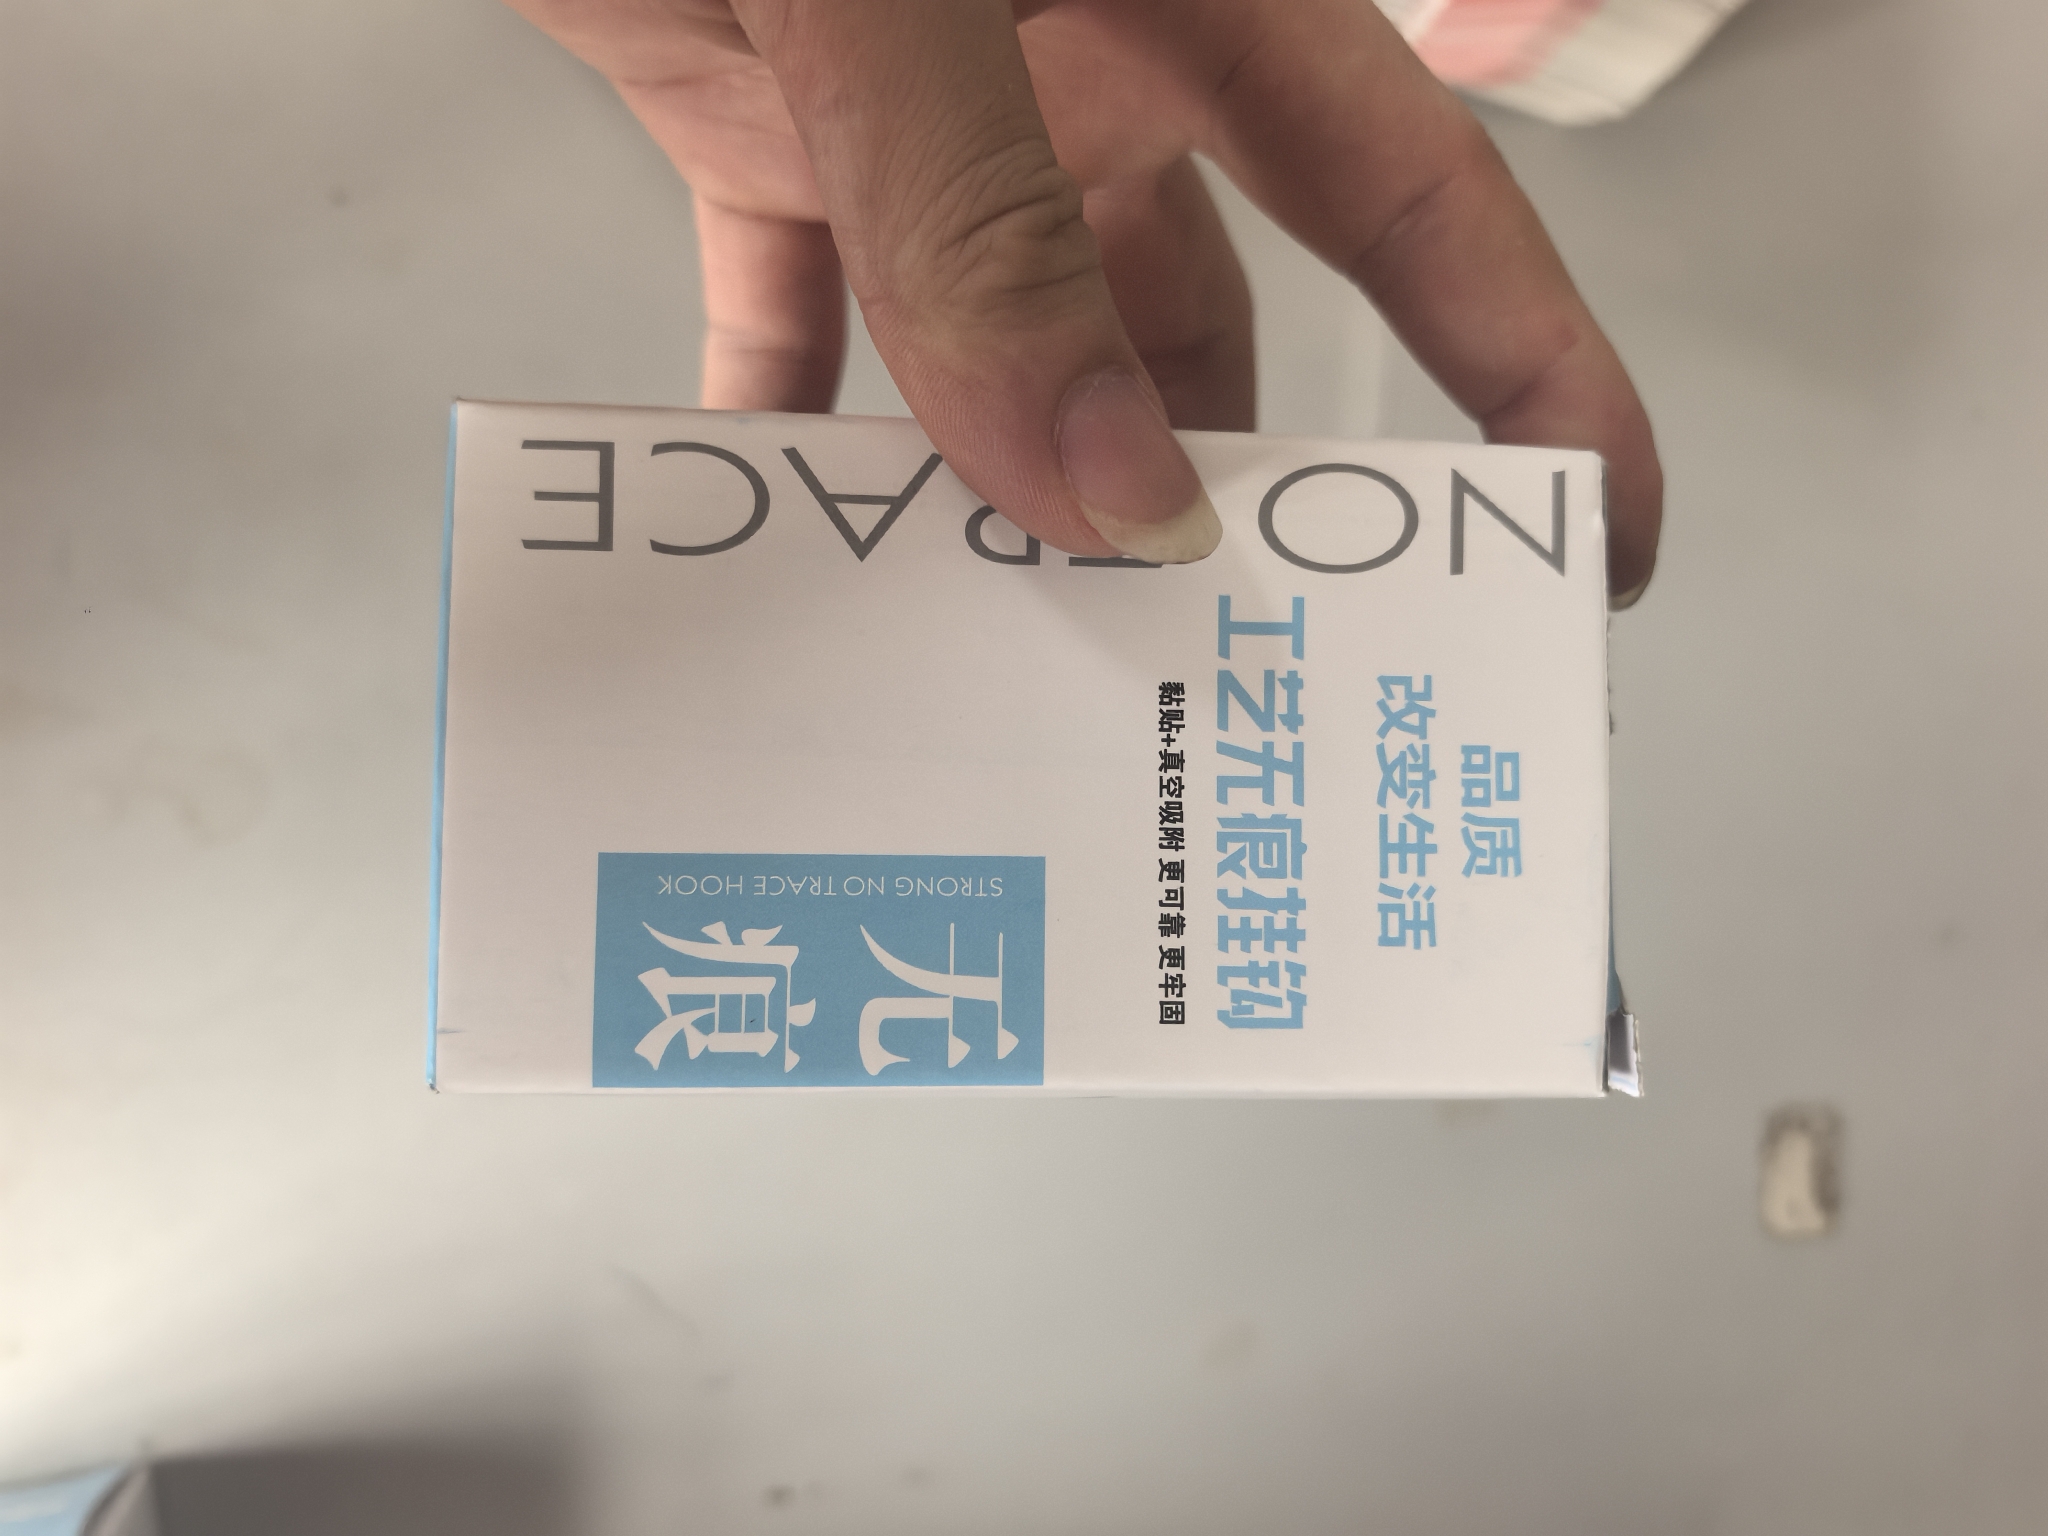 品质
改变生活
工艺无痕挂钩
黏贴+真空吸附 更可靠 更牢固
NO
ACE
STRONG NO TRACE HOOK
无痕